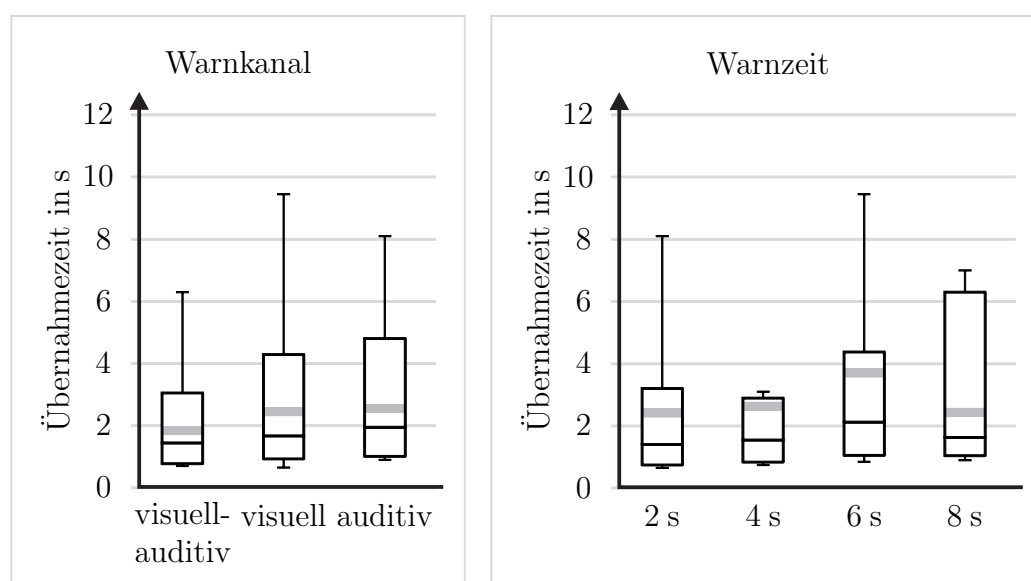 Warnkanal
Übernahmezeit in s
12
10
8
6
4
2
0
visuell-
auditiv
visuell
auditiv
Warnzeit
Übernahmezeit in s
12
10
8
6
4
2
0
2 s
4 s
6 s
8 s